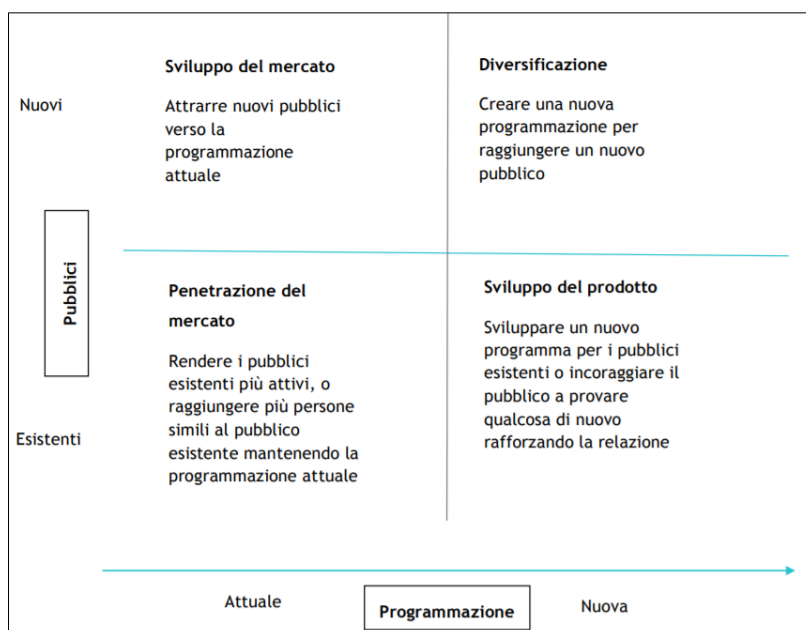 Nuovi
Sviluppo del mercato
Attrarre nuovi pubblici
verso la
programmazione
attuale
Diversificazione
Creare una nuova
programmazione per
raggiungere un nuovo
pubblico
Pubblici
Esistenti
Penetrazione del
mercato
Rendere i pubblici
esistenti più attivi, o
raggiungere più persone
simili al pubblico
esistente mantenendo la
programmazione attuale
Sviluppo del prodotto
Sviluppare un nuovo
programma per i pubblici
esistenti o incoraggiare il
pubblico a provare
qualcosa di nuovo
rafforzando la relazione
Attuale
Programmazione
Nuova